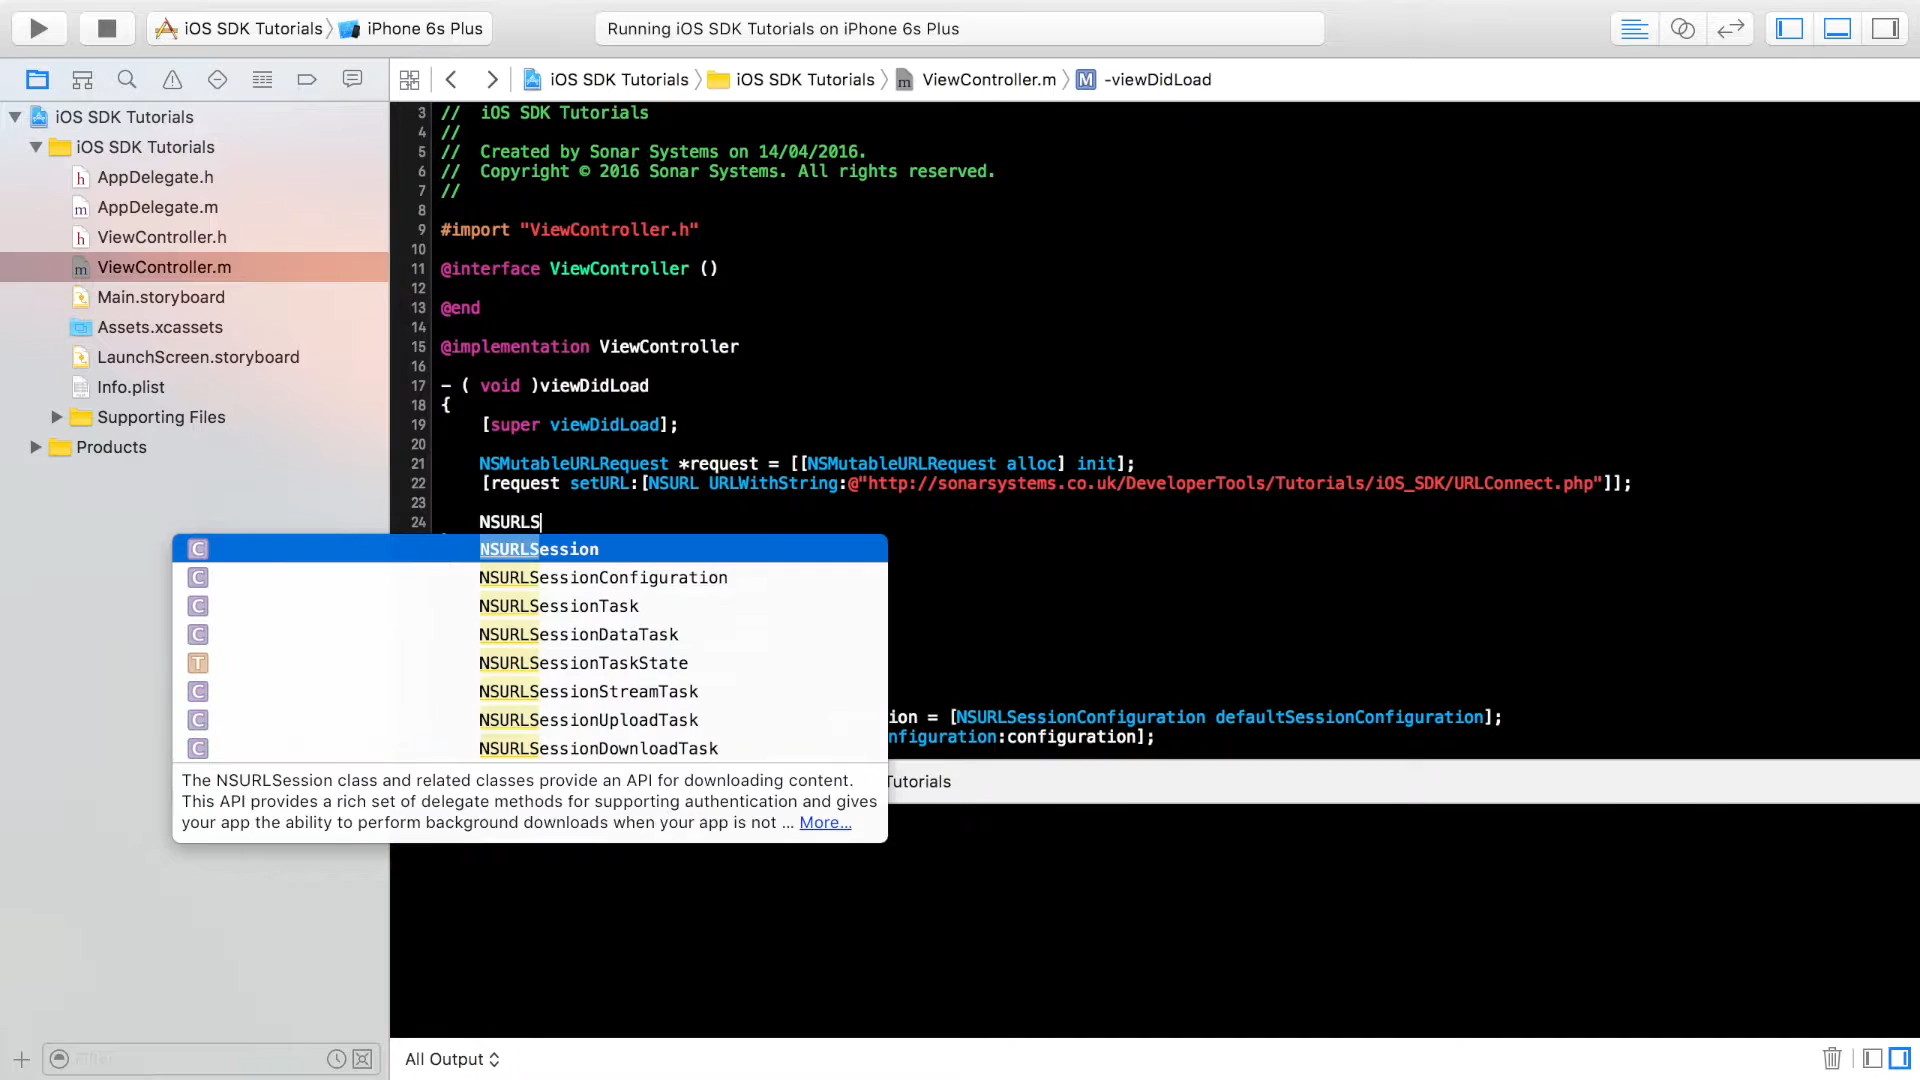 iOS SDK Tutorials
iPhone 6s Plus
Running iOS SDK Tutorials on iPhone 6s Plus
iOS SDK Tutorials
iOS SDK Tutorials
ViewController.m
M
-viewDidLoad
iOS SDK Tutorials
iOS SDK Tutorials
h AppDelegate.h
m AppDelegate.m
h ViewController.h
m ViewController.m
Main.storyboard
Assets.xcassets
LaunchScreen.storyboard
Info.plist
Supporting Files
Products
3 // iOS SDK Tutorials
4 //
5 // Created by Sonar Systems on 14/04/2016.
6 // Copyright © 2016 Sonar Systems. All rights reserved.
7 //
8
9 #import "ViewController.h"
10
11 @interface ViewController ()
12
13 @end
14
15 @implementation ViewController
16
17 - ( void )viewDidLoad
18 {
19 [super viewDidLoad];
20
21 NSMutableURLRequest *request = [[NSMutableURLRequest alloc] init];
22 [request setURL:[NSURL URLWithString:@"http://sonarsystems.co.uk/DeveloperTools/Tutorials/iOS_SDK/URLConnect.php"]];
23
24 NSURLS
C NSURLSession
C NSURLSessionConfiguration
C NSURLSessionTask
C NSURLSessionDataTask
T NSURLSessionTaskState
C NSURLSessionStreamTask
C NSURLSessionUploadTask
C NSURLSessionDownloadTask
The NSURLSession class and related classes provide an API for downloading content.
This API provides a rich set of delegate methods for supporting authentication and gives
your app the ability to perform background downloads when your app is not ... More...
ion = [NSURLSessionConfiguration defaultSessionConfiguration];
nfiguration:configuration];
Tutorials
All Output